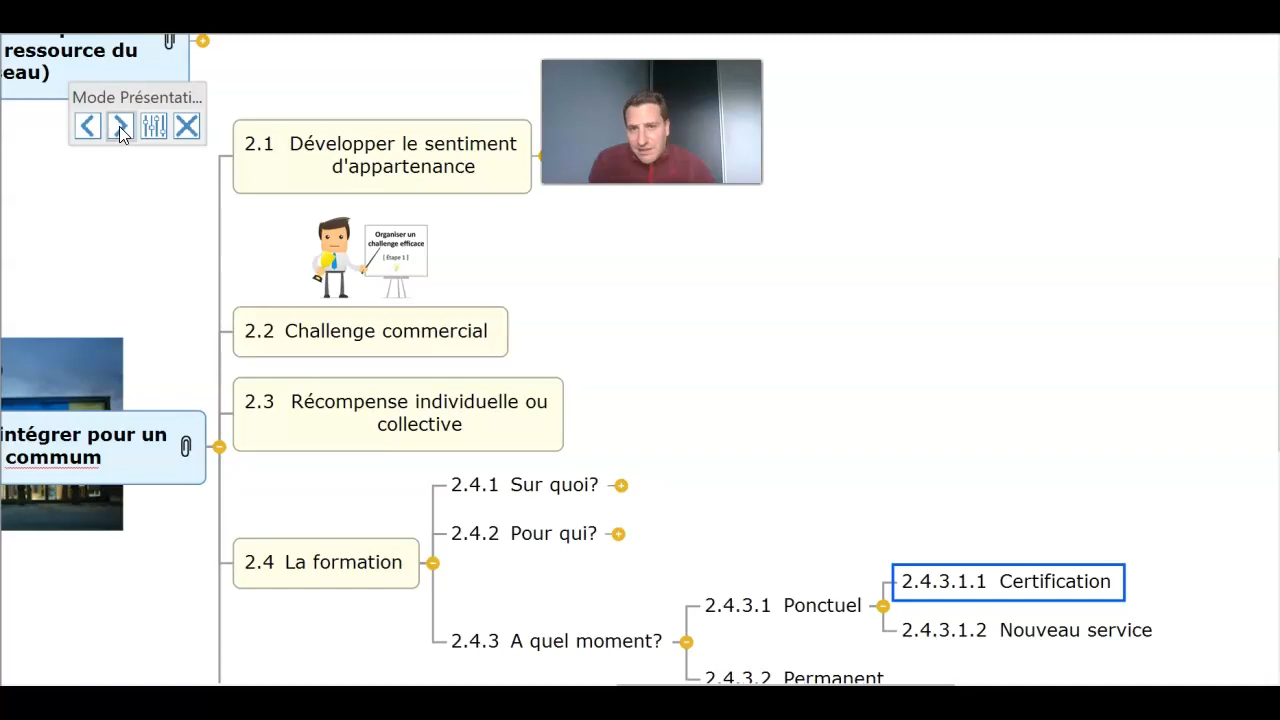 ressource du
eau)
Mode Présentati...
2.1 Développer le sentiment
d'appartenance
Organiser un
challenge efficace
[ Étape 1 ]
2.2 Challenge commercial
2.3 Récompense individuelle ou
collective
intégrer pour un
commum
2.4 La formation
2.4.1 Sur quoi?
2.4.2 Pour qui?
2.4.3 A quel moment?
2.4.3.1 Ponctuel
2.4.3.1.1 Certification
2.4.3.1.2 Nouveau service
2.4.3.2 Permanent